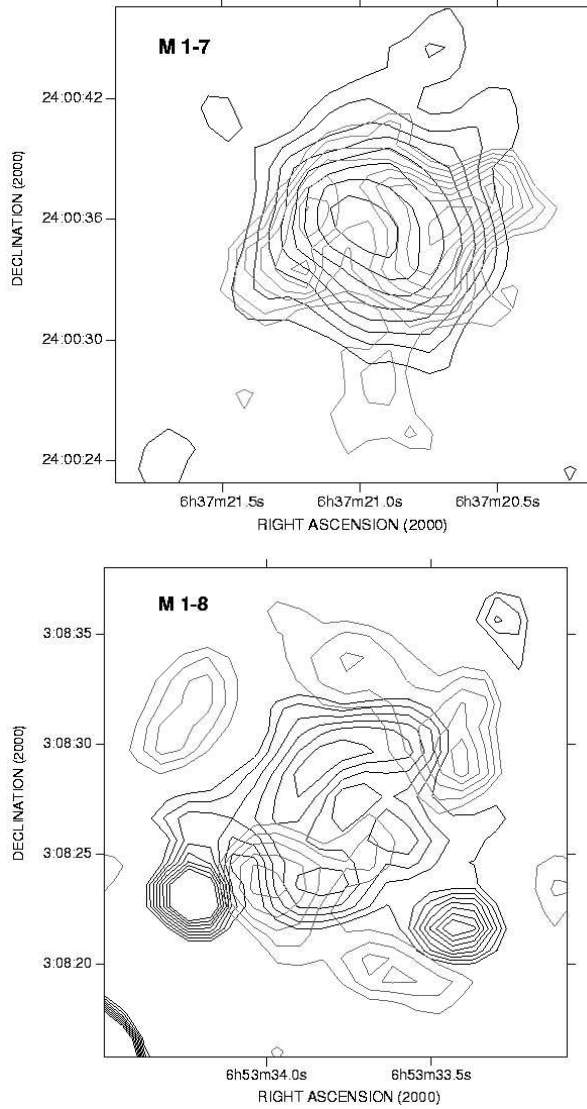 M 1-7
24:00:42
24:00:36
24:00:30
24:00:24
DECLINATION (2000)
6h37m21.5s 6h37m21.0s 6h37m20.5s
RIGHT ASCENSION (2000)
M 1-8
3:08:35
3:08:30
3:08:25
3:08:20
DECLINATION (2000)
6h53m34.0s 6h53m33.5s
RIGHT ASCENSION (2000)